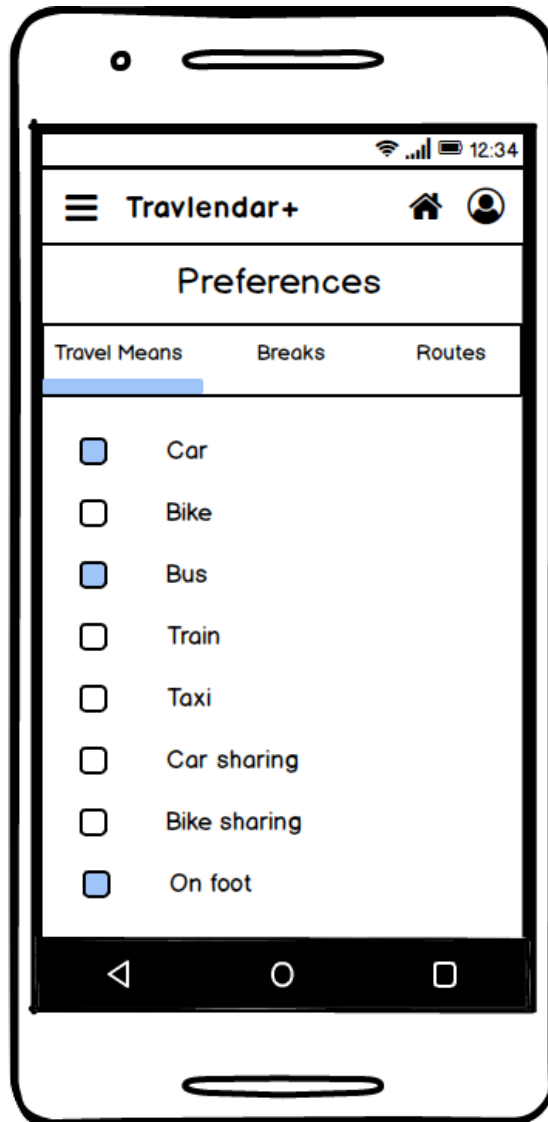 12:34
Travlendar+
Preferences
Travel Means Breaks Routes
Car
Bike
Bus
Train
Taxi
Car sharing
Bike sharing
On foot